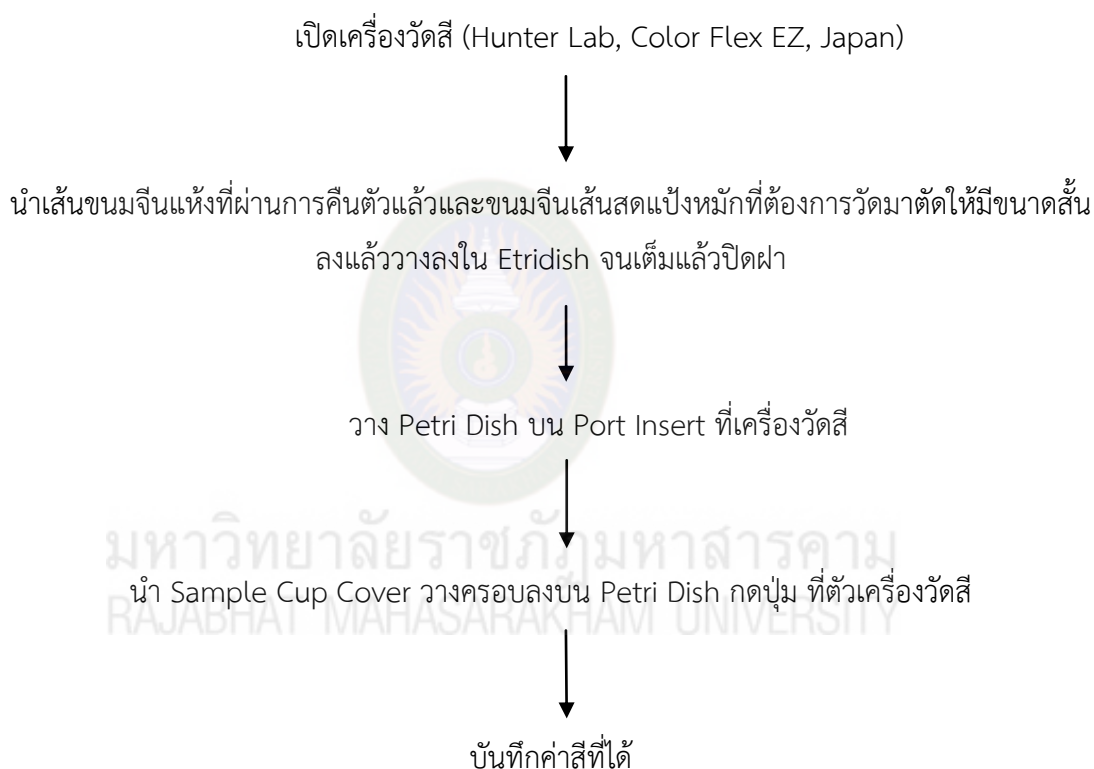 เปิดเครื่องวัดสี (Hunter Lab, Color Flex EZ, Japan)
นำเส้นขนมจีนแห้งที่ผ่านการคืนตัวแล้วและขนมจีนเส้นสดแป้งหมักที่ต้องการวัดมาตัดให้มีขนาดสั้น
ลงแล้ววางลงใน Etridish จนเต็มแล้วปิดฝา
วาง Petri Dish บน Port Insert ที่เครื่องวัดสี
มหาวิทยาลัยราชภัฏมหาสารคาม
นำ Sample Cup Cover วางครอบลงบน Petri Dish กดปุ่ม ที่ตัวเครื่องวัดสี
RAJABHAT MAHASARAKHAM UNIVERSITY
บันทึกค่าสีที่ได้